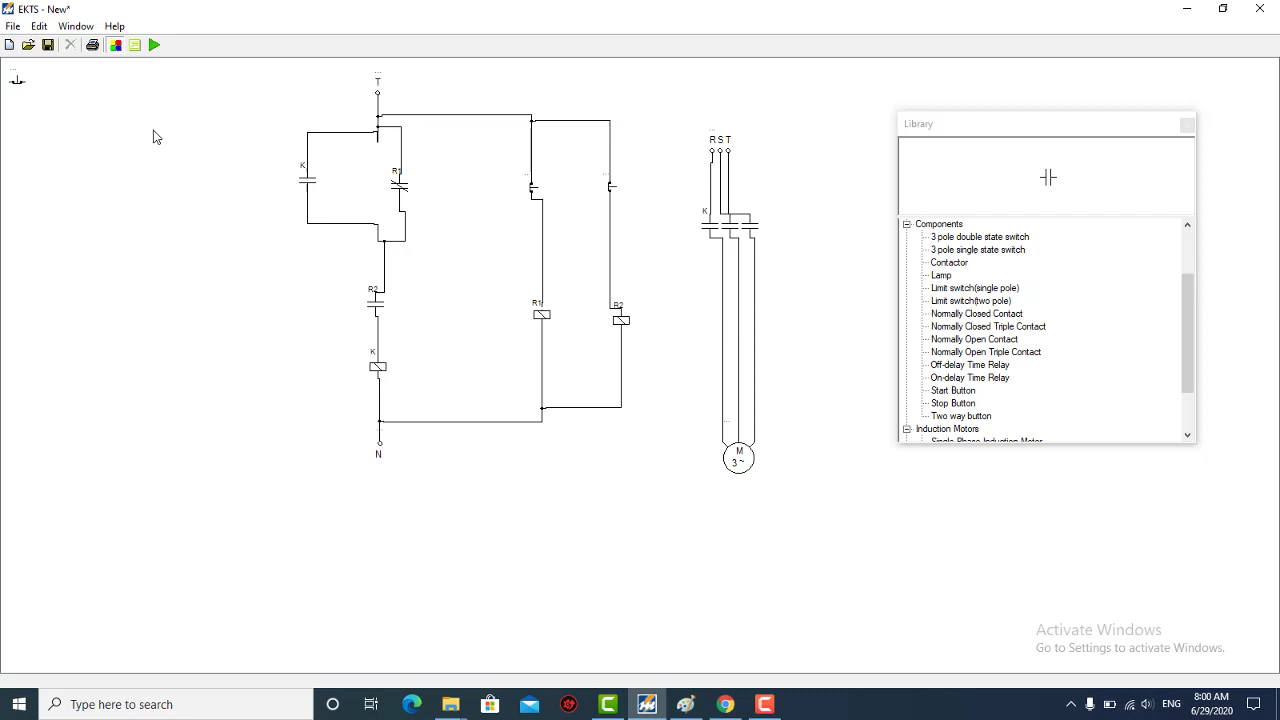 EKTS - New*
File Edit Window Help
...
...
T
K
R1
R2
K
...
N
...
R1
...
R2
...
R S T
K
...
M
3 ~
Library
Components
3 pole double state switch
3 pole single state switch
Contactor
Lamp
Limit switch(single pole)
Limit switch(two pole)
Normally Closed Contact
Normally Closed Triple Contact
Normally Open Contact
Normally Open Triple Contact
Off-delay Time Relay
On-delay Time Relay
Start Button
Stop Button
Two way button
Induction Motors
Single Phase Induction Motor
Activate Windows
Go to Settings to activate Windows.
Type here to search
ENG
8:00 AM
6/29/2020